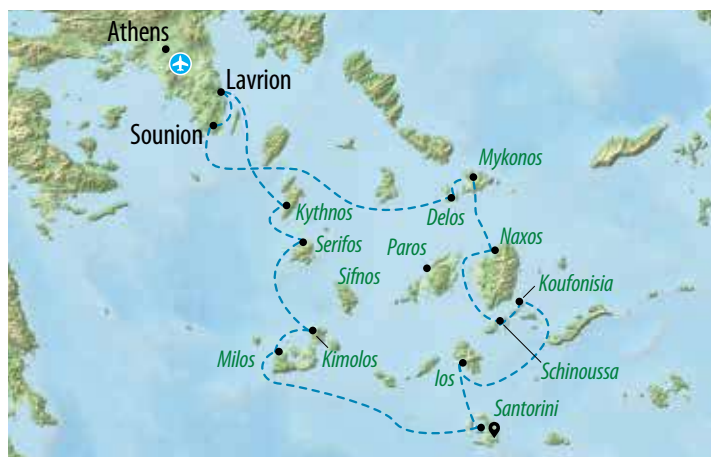 Athens
Lavrion
Sounion
Mykonos
Delos
Kythnos
Serifos
Paros
Naxos
Sifnos
Koufonisia
Milos
Kimolos
Ios
Schinoussa
Santorini